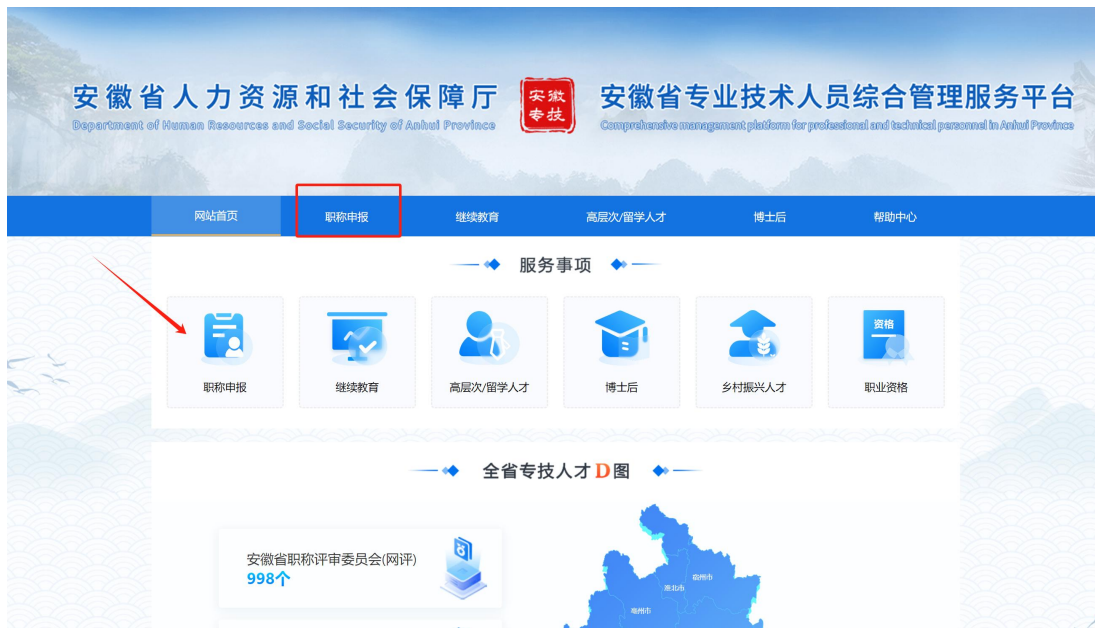 安徽省人力资源和社会保障厅
Department of Human Resources and Social Security of Anhui Province
安徽
专技
安徽省专业技术人员综合管理服务平台
Comprehensive management platform for professional and technical personnel in Anhui Province
网站首页 职称申报 继续教育 高层次/留学人才 博士后 帮助中心
服务事项
资格
职称申报 继续教育 高层次/留学人才 博士后 乡村振兴人才 职业资格
全省专技人才D图
安徽省职称评审委员会(网评)
998个
宿州市
淮北市
亳州市